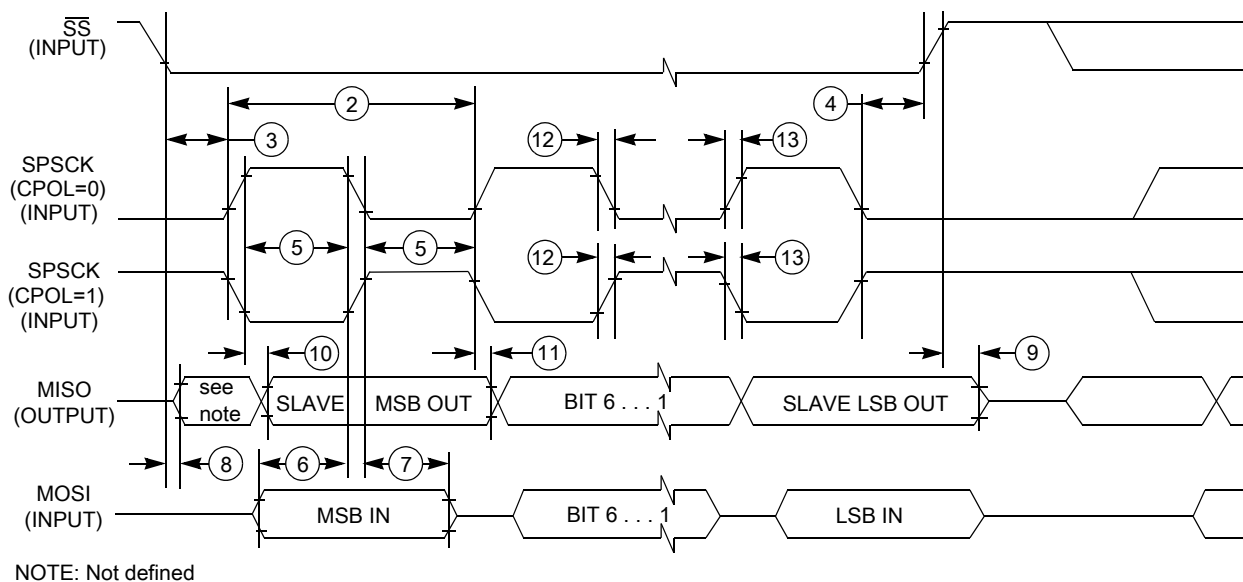 SS
(INPUT)
2
4
3
12
13
SPSCK
(CPOL=0)
(INPUT)
5
5
12
13
SPSCK
(CPOL=1)
(INPUT)
10
11
9
MISO
(OUTPUT)
see
note
SLAVE
MSB OUT
BIT 6 . . . 1
SLAVE LSB OUT
8
6
7
MOSI
(INPUT)
MSB IN
BIT 6 . . . 1
LSB IN
NOTE: Not defined